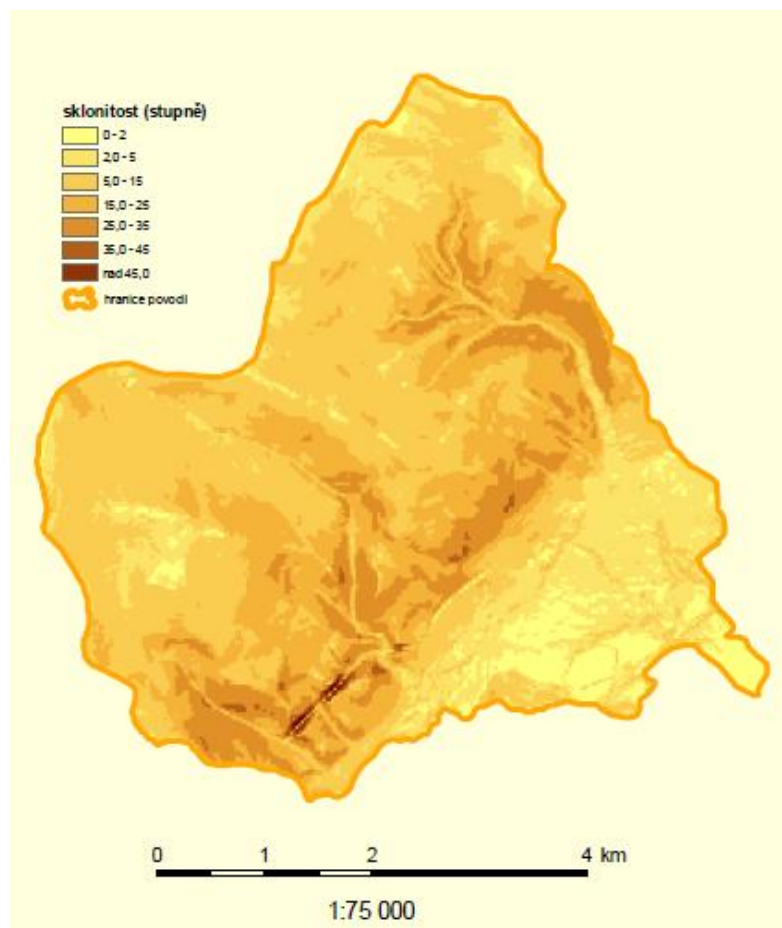 sklonitost (stupně)
0 - 2
2,0 - 5
5,0 - 15
15,0 - 25
25,0 - 35
35,0 - 45
nad 45,0
hranice povodí
0 1 2 4 km
1:75 000